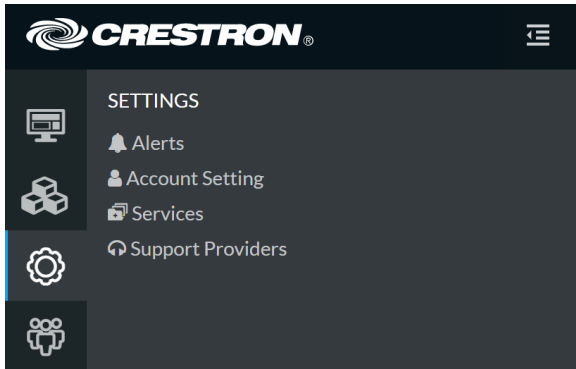 CRESTRON®
SETTINGS
Alerts
Account Setting
Services
Support Providers